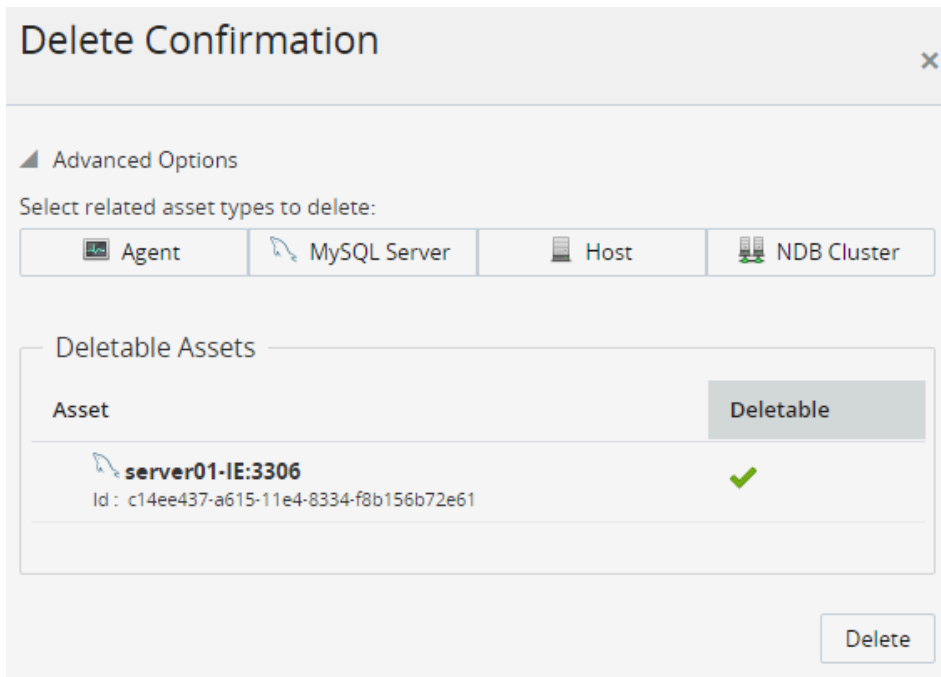 Delete Confirmation
×
Advanced Options
Select related asset types to delete:
Agent MySQL Server Host NDB Cluster
Deletable Assets
Asset Deletable
server01-IE:3306
Id : c14ee437-a615-11e4-8334-f8b156b72e61
Delete